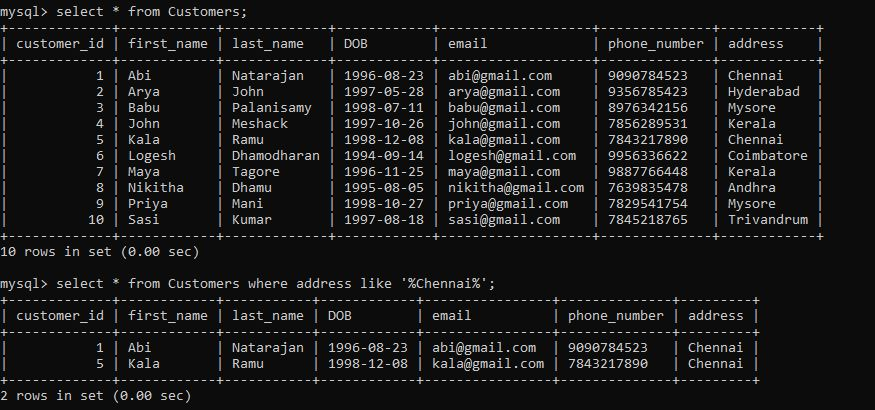 mysql> select * from Customers;
+-------------+------------+-------------+------------+-------------------+--------------+------------+
| customer_id | first_name | last_name   | DOB        | email             | phone_number | address    |
+-------------+------------+-------------+------------+-------------------+--------------+------------+
|           1 | Abi        | Natarajan   | 1996-08-23 | abi@gmail.com     | 9090784523   | Chennai    |
|           2 | Arya       | John        | 1997-05-28 | arya@gmail.com    | 9356785423   | Hyderabad  |
|           3 | Babu       | Palanisamy  | 1998-07-11 | babu@gmail.com    | 8976342156   | Mysore     |
|           4 | John       | Meshack     | 1997-10-26 | john@gmail.com    | 7856289531   | Kerala     |
|           5 | Kala       | Ramu        | 1998-12-08 | kala@gmail.com    | 7843217890   | Chennai    |
|           6 | Logesh     | Dhamodharan | 1994-09-14 | logesh@gmail.com  | 9956336622   | Coimbatore |
|           7 | Maya       | Tagore      | 1996-11-25 | maya@gmail.com    | 9887766448   | Kerala     |
|           8 | Nikitha    | Dhamu       | 1995-08-05 | nikitha@gmail.com | 7639835478   | Andhra     |
|           9 | Priya      | Mani        | 1998-10-27 | priya@gmail.com   | 7829541754   | Mysore     |
|          10 | Sasi       | Kumar       | 1997-08-18 | sasi@gmail.com    | 7845218765   | Trivandrum |
+-------------+------------+-------------+------------+-------------------+--------------+------------+
10 rows in set (0.00 sec)
mysql> select * from Customers where address like '%Chennai%';
+-------------+------------+-----------+------------+----------------+--------------+---------+
| customer_id | first_name | last_name | DOB        | email          | phone_number | address |
+-------------+------------+-----------+------------+----------------+--------------+---------+
|           1 | Abi        | Natarajan | 1996-08-23 | abi@gmail.com  | 9090784523   | Chennai |
|           5 | Kala       | Ramu      | 1998-12-08 | kala@gmail.com | 7843217890   | Chennai |
+-------------+------------+-----------+------------+----------------+--------------+---------+
2 rows in set (0.00 sec)